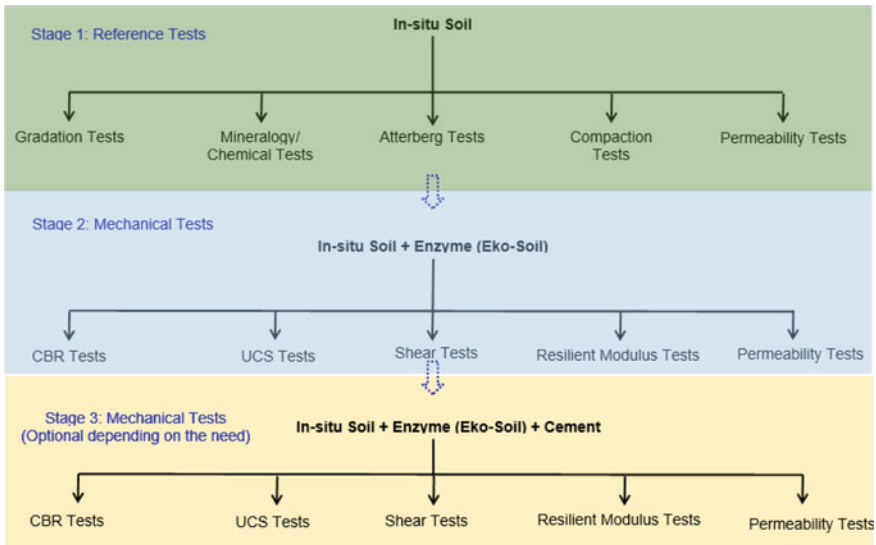 Stage 1: Reference Tests
In-situ Soil
Gradation Tests
Mineralogy/
Chemical Tests
Atterberg Tests
Compaction
Tests
Permeability Tests
Stage 2: Mechanical Tests
In-situ Soil + Enzyme (Eko-Soil)
CBR Tests
UCS Tests
Shear Tests
Resilient Modulus Tests
Permeability Tests
Stage 3: Mechanical Tests
(Optional depending on the need)
In-situ Soil + Enzyme (Eko-Soil) + Cement
CBR Tests
UCS Tests
Shear Tests
Resilient Modulus Tests
Permeability Tests